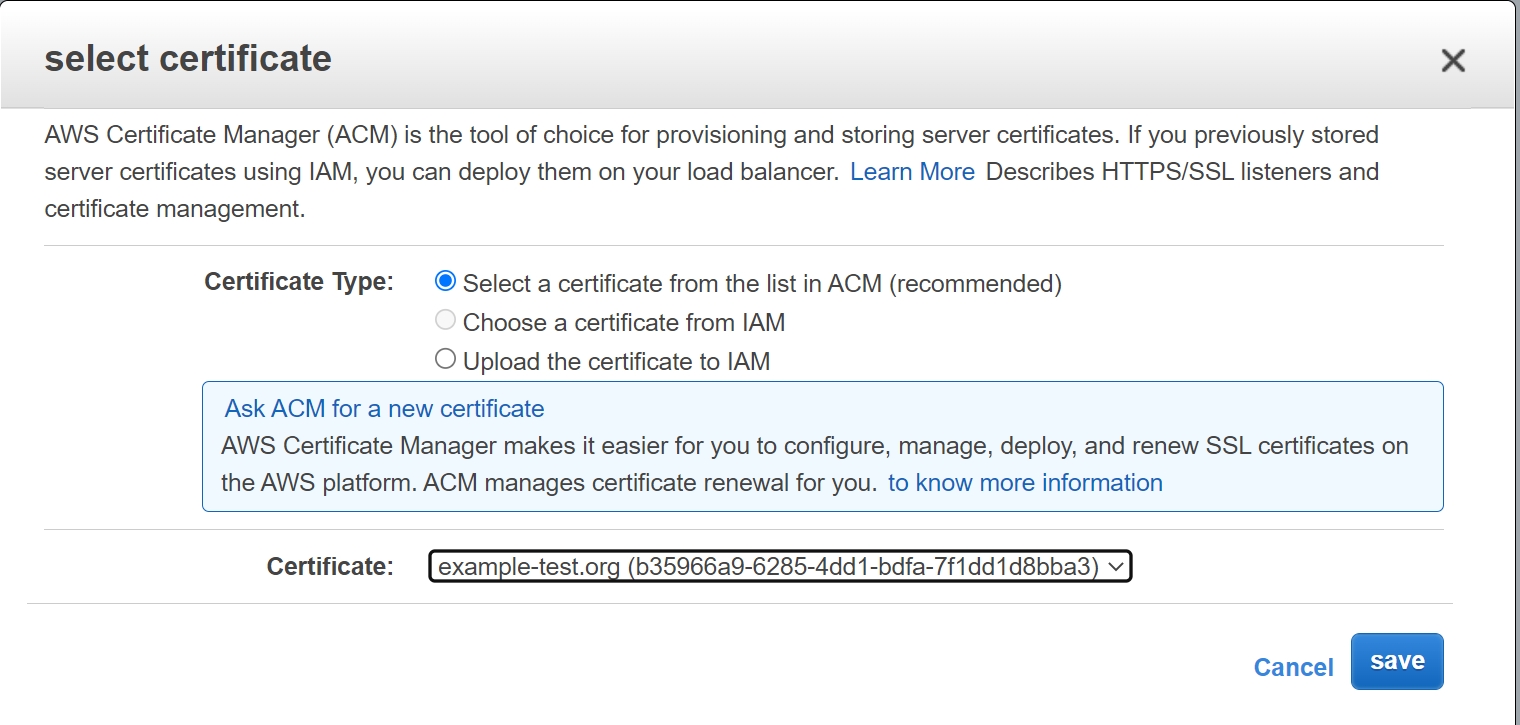 select certificate
AWS Certificate Manager (ACM) is the tool of choice for provisioning and storing server certificates. If you previously stored
server certificates using IAM, you can deploy them on your load balancer. Learn More Describes HTTPS/SSL listeners and
certificate management.
Certificate Type:
Select a certificate from the list in ACM (recommended)
Choose a certificate from IAM
Upload the certificate to IAM
Ask ACM for a new certificate
AWS Certificate Manager makes it easier for you to configure, manage, deploy, and renew SSL certificates on
the AWS platform. ACM manages certificate renewal for you. to know more information
Certificate: example-test.org (b35966a9-6285-4dd1-bdfa-7f1dd1d8bba3)
Cancel save